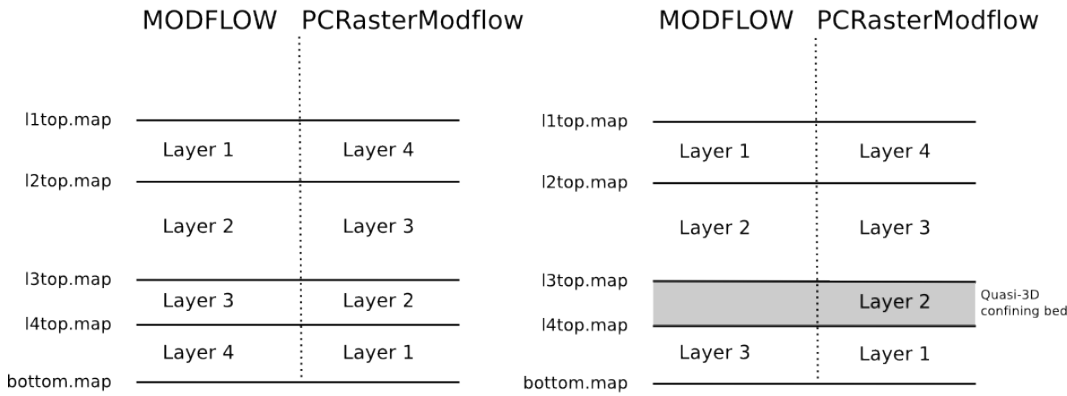 MODFLOW PCRasterModflow
l1top.map
Layer 1 Layer 4
l2top.map
Layer 2 Layer 3
l3top.map
Layer 3 Layer 2
l4top.map
Layer 4 Layer 1
bottom.map
MODFLOW PCRasterModflow
l1top.map
Layer 1 Layer 4
l2top.map
Layer 2 Layer 3
l3top.map
Layer 2
Quasi-3D
confining bed
l4top.map
Layer 3 Layer 1
bottom.map